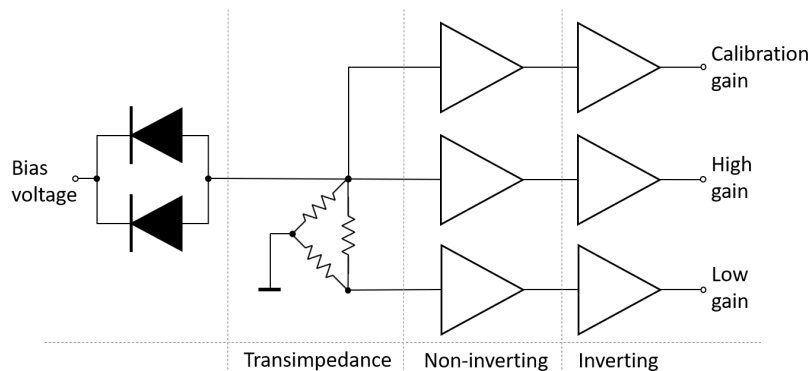 Calibration
gain
Bias
voltage
High
gain
Low
gain
Transimpedance
Non-inverting
Inverting